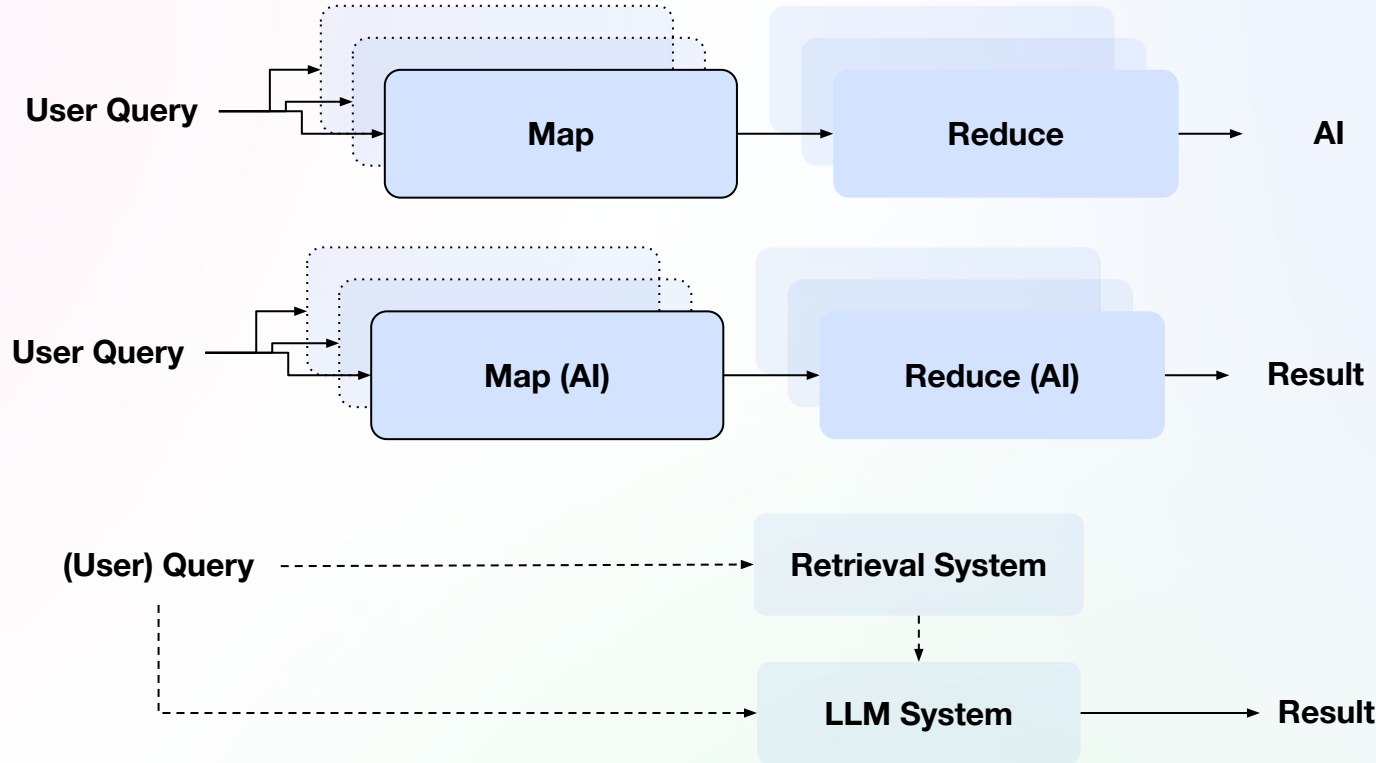 User Query
Map
Reduce
AI
User Query
Map (AI)
Reduce (AI)
Result
(User) Query
Retrieval System
LLM System
Result